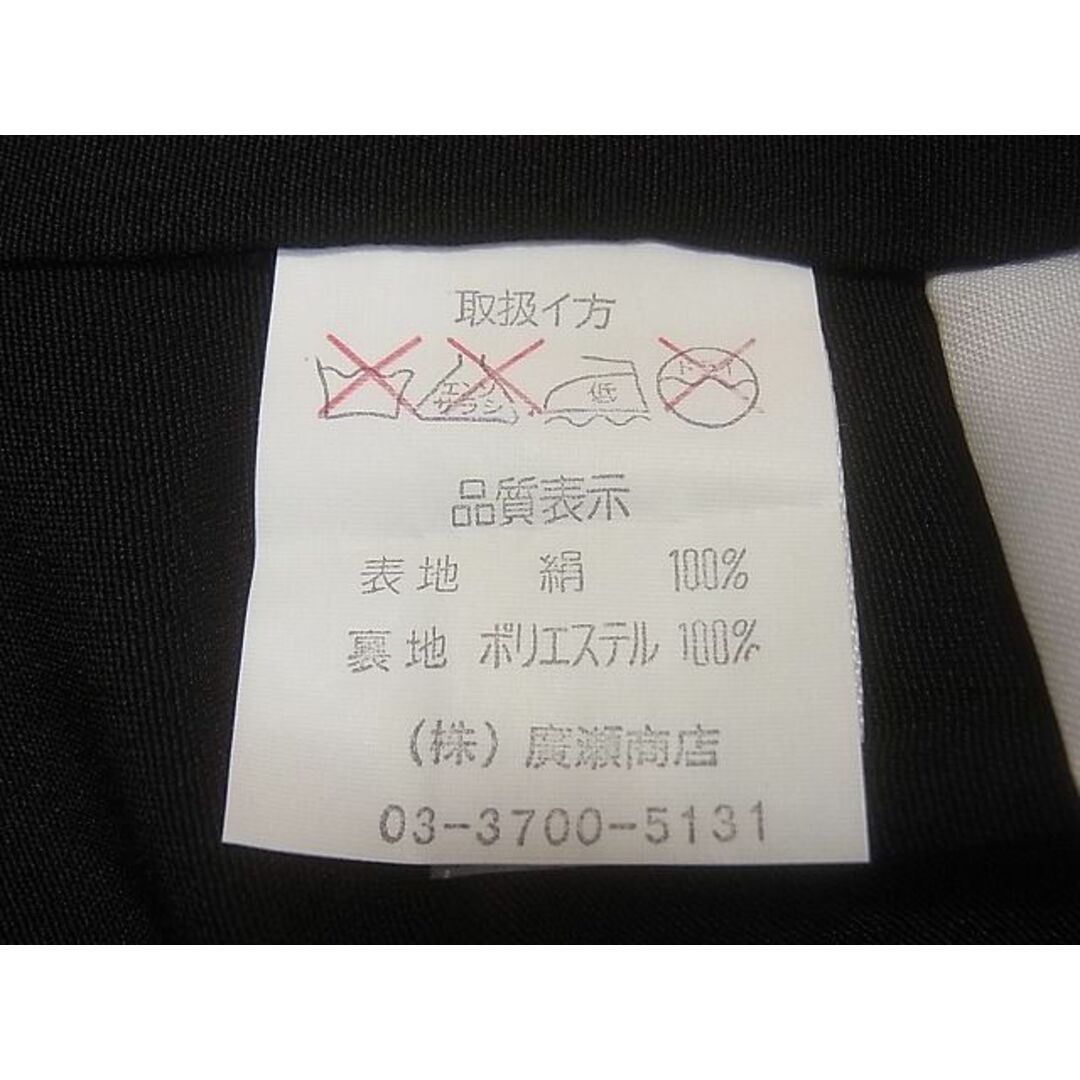 取扱イ方
エンソ
サラシ
低
ドライ
品質表示
表地 絹 100%
裏地 ポリエステル 100%
(株) 廣瀬商店
03-3700-5131